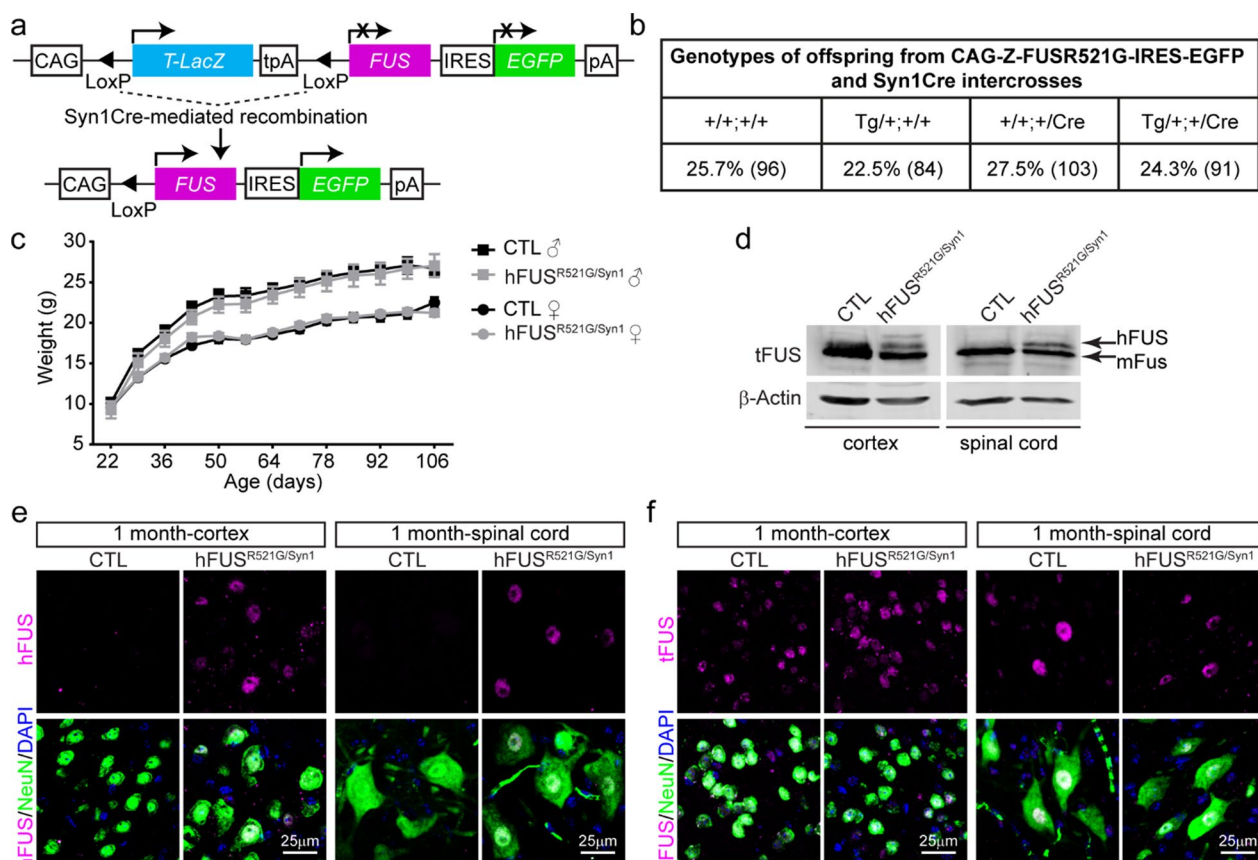 a
CAG
T-LacZ
tpA
FUS
IRES
EGFP
pA
LoxP
LoxP
Syn1Cre-mediated recombination
CAG
FUS
IRES
EGFP
pA
LoxP
b
Genotypes of offspring from CAG-Z-FUSR521G-IRES-EGFP
and Syn1Cre intercrosses
+/+;+/+ Tg/+;+/+ +/+;+/Cre Tg/+;+/Cre
25.7% (96) 22.5% (84) 27.5% (103) 24.3% (91)
c
Weight (g)
30
25
20
15
10
5
22 36 50 64 78 92 106
Age (days)
CTL ♂
hFUSR521G/Syn1 ♂
CTL ♀
hFUSR521G/Syn1 ♀
d
CTL hFUSR521G/Syn1 CTL hFUSR521G/Syn1
tFUS
hFUS
mFus
β-Actin
cortex spinal cord
e
1 month-cortex 1 month-spinal cord
CTL hFUSR521G/Syn1 CTL hFUSR521G/Syn1
hFUS
hFUS/NeuN/DAPI
25μm 25μm
f
1 month-cortex 1 month-spinal cord
CTL hFUSR521G/Syn1 CTL hFUSR521G/Syn1
tFUS
FUS/NeuN/DAPI
25μm 25μm